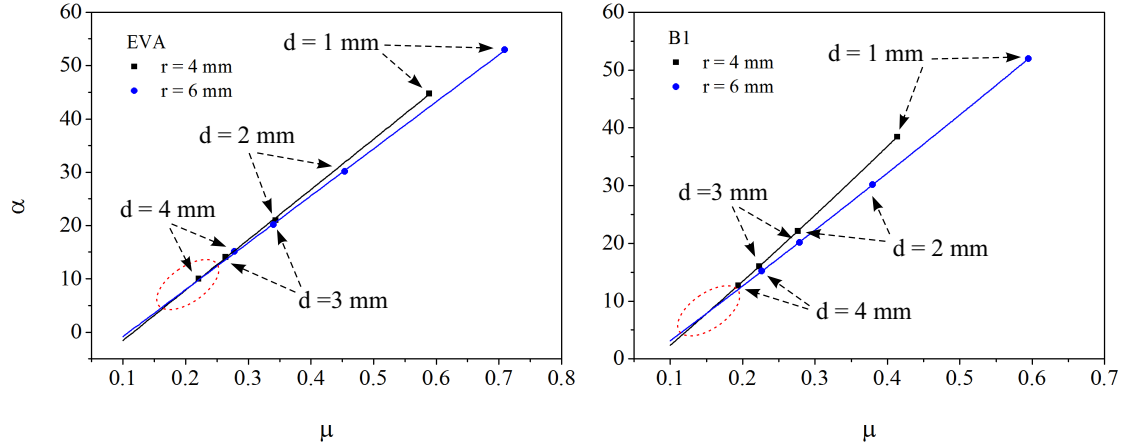 EVA
r = 4 mm
r = 6 mm
d = 1 mm
d = 2 mm
d = 4 mm
d =3 mm
α
60
50
40
30
20
10
0
0.1 0.2 0.3 0.4 0.5 0.6 0.7 0.8
μ
B1
r = 4 mm
r = 6 mm
d = 1 mm
d =3 mm
d = 2 mm
d = 4 mm
60
50
40
30
20
10
0
0.1 0.2 0.3 0.4 0.5 0.6 0.7
μ